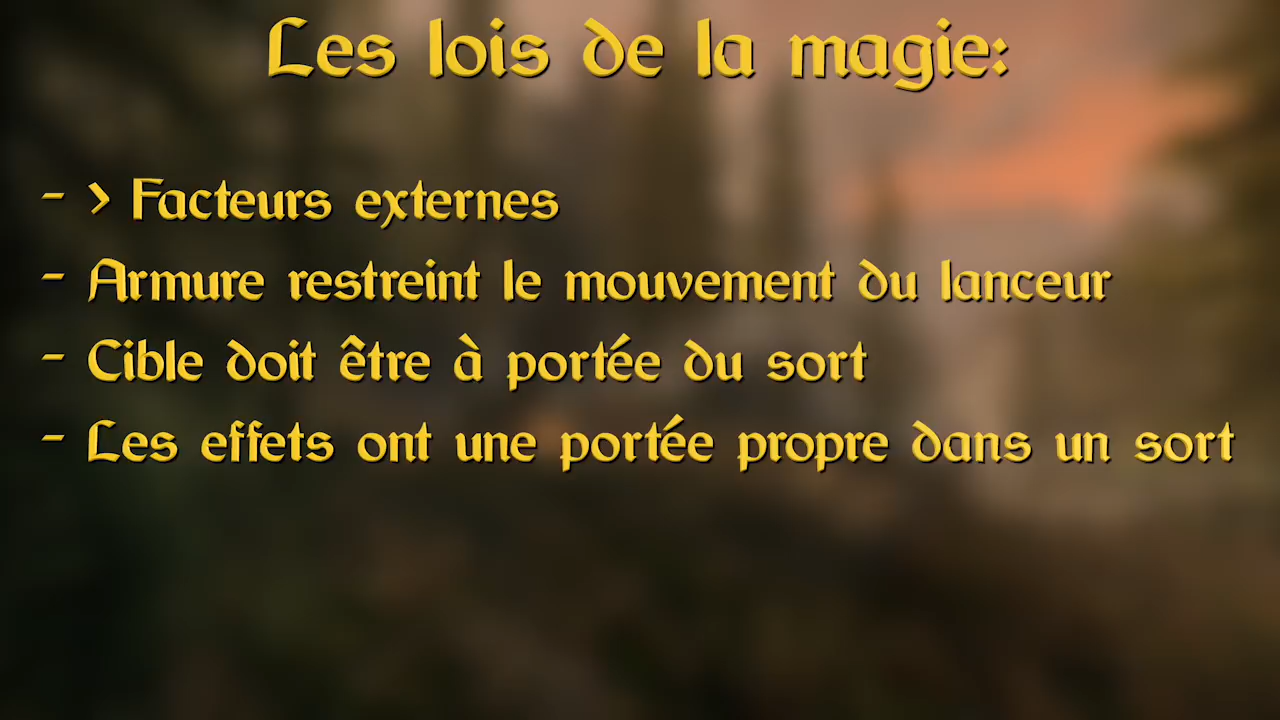 Les lois de la magie:
- > Facteurs externes
- Armure restreint le mouvement du lanceur
- Cible doit être à portée du sort
- Les effets ont une portée propre dans un sort